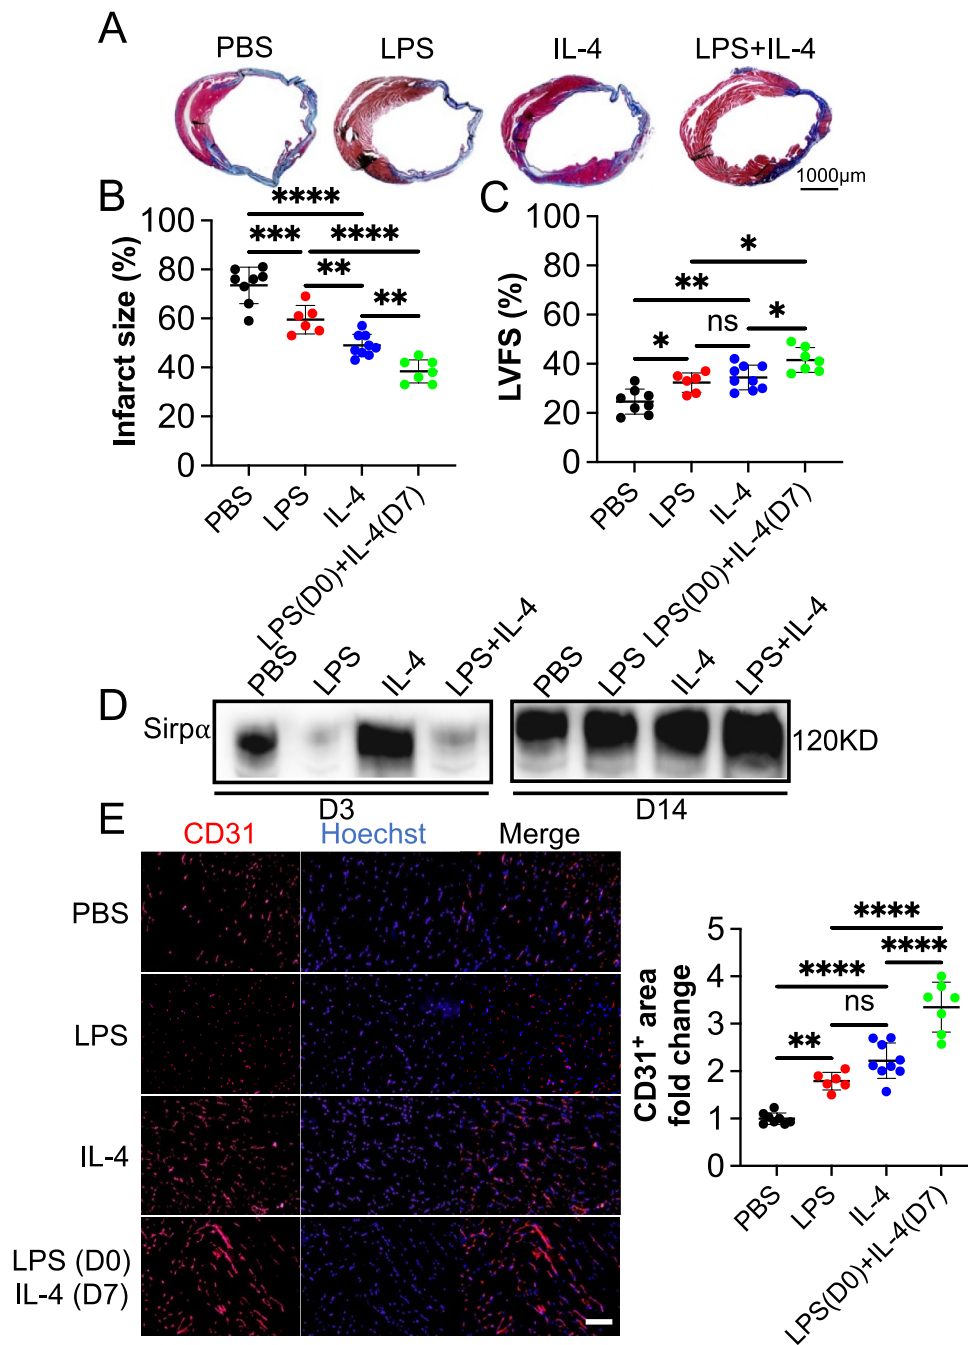 A
PBS LPS IL-4 LPS+IL-4
1000μm
B
**** 
*** ****
** **
Infarct size (%)
100
80
60
40
20
0
PBS LPS IL-4 LPS(D0)+IL-4(D7)
C
*
**
ns *
*
LVFS (%)
100
80
60
40
20
0
PBS LPS IL-4 LPS(D0)+IL-4(D7)
D
PBS LPS IL-4 LPS+IL-4 PBS LPS IL-4 LPS+IL-4
Sirpα 120KD
D3 D14
E
CD31 Hoechst Merge
PBS
LPS
IL-4
LPS (D0)
IL-4 (D7)
****
****
****
ns
**
CD31+ area
fold change
5
4
3
2
1
0
PBS LPS IL-4 LPS(D0)+IL-4(D7)